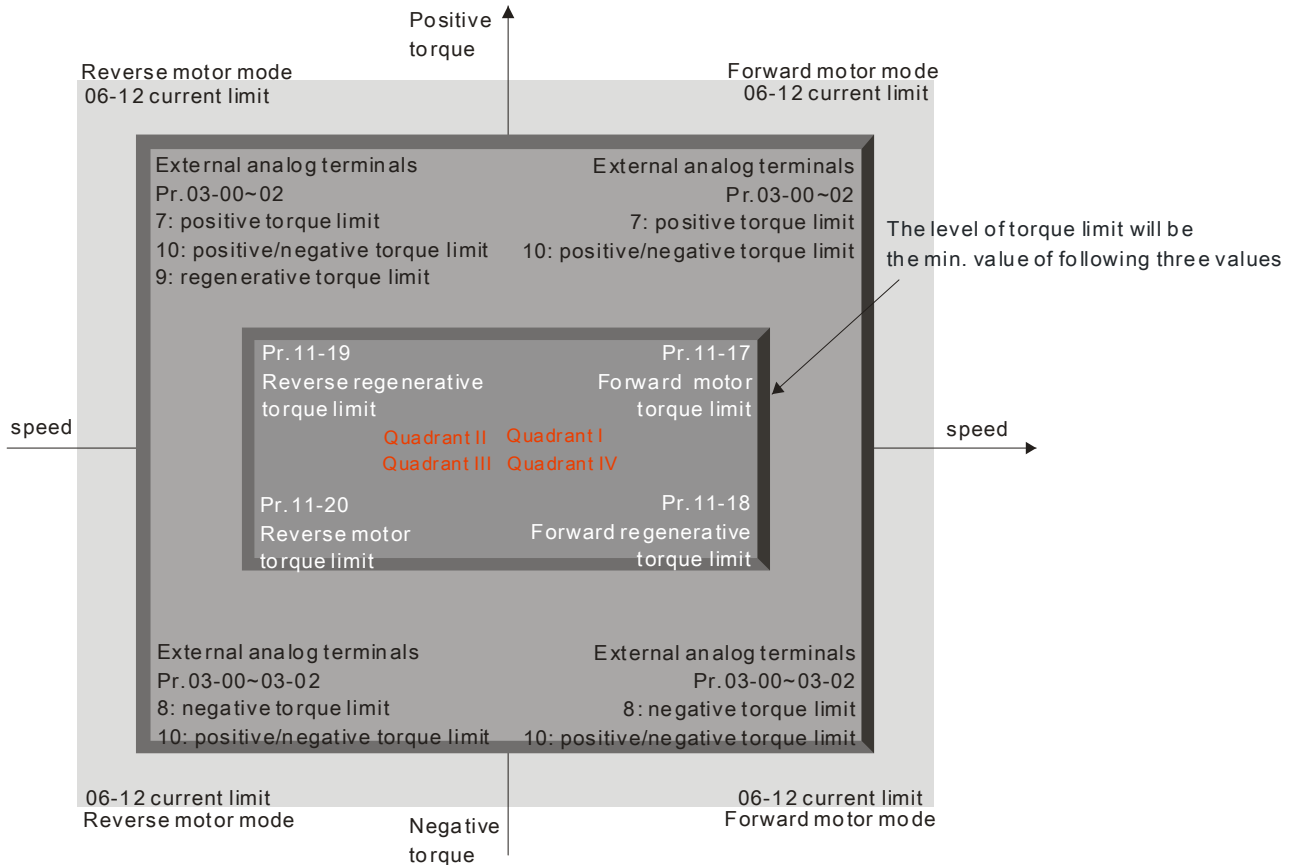 Positive
torque
Reverse motor mode
06-12 current limit
Forward motor mode
06-12 current limit
External analog terminals
Pr.03-00~02
7: positive torque limit
10: positive/negative torque limit
9: regenerative torque limit
External analog terminals
Pr.03-00~02
7: positive torque limit
10: positive/negative torque limit
The level of torque limit will be
the min. value of following three values
Pr.11-19
Reverse regenerative
torque limit
Pr.11-17
Forward motor
torque limit
speed
Quadrant II
Quadrant I
speed
Quadrant III
Quadrant IV
Pr.11-20
Reverse motor
torque limit
Pr.11-18
Forward regenerative
torque limit
External analog terminals
Pr.03-00~03-02
8: negative torque limit
10: positive/negative torque limit
External analog terminals
Pr.03-00~03-02
8: negative torque limit
10: positive/negative torque limit
06-12 current limit
Reverse motor mode
06-12 current limit
Forward motor mode
Negative
torque